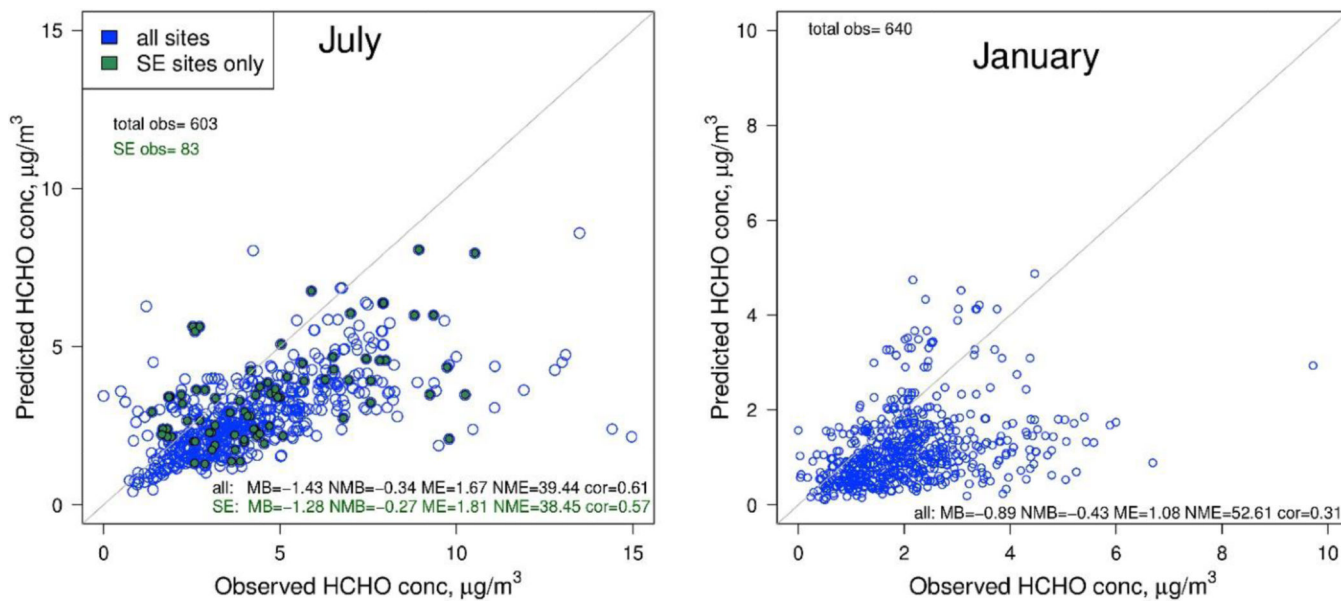 15
10
5
0
Predicted HCHO conc, μg/m³
all sites
SE sites only
July
total obs= 603
SE obs= 83
all: MB=−1.43 NMB=−0.34 ME=1.67 NME=39.44 cor=0.61
SE: MB=−1.28 NMB=−0.27 ME=1.81 NME=38.45 cor=0.57
0 5 10 15
Observed HCHO conc, μg/m³
10
8
6
4
2
0
Predicted HCHO conc, μg/m³
total obs= 640
January
all: MB=−0.89 NMB=−0.43 ME=1.08 NME=52.61 cor=0.31
0 2 4 6 8 10
Observed HCHO conc, μg/m³